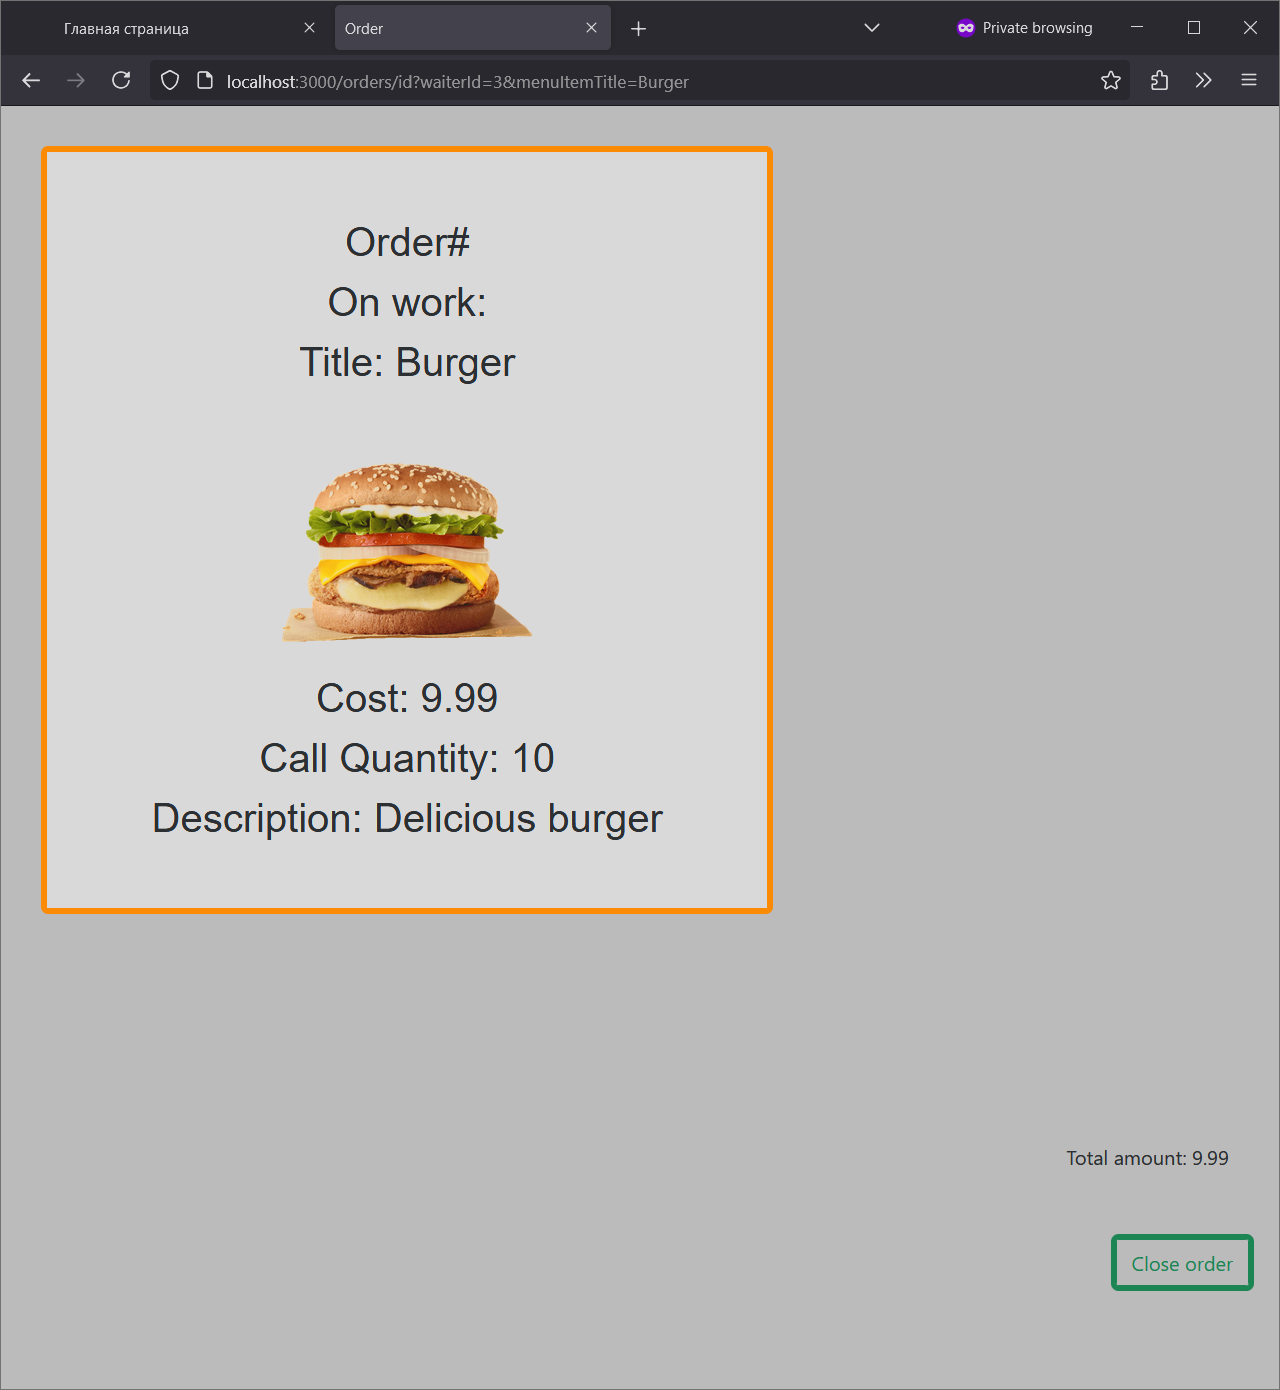 Главная страница
Order
Private browsing
localhost:3000/orders/id?waiterId=3&menuItemTitle=Burger
Order#
On work:
Title: Burger
Cost: 9.99
Call Quantity: 10
Description: Delicious burger
Total amount: 9.99
Close order